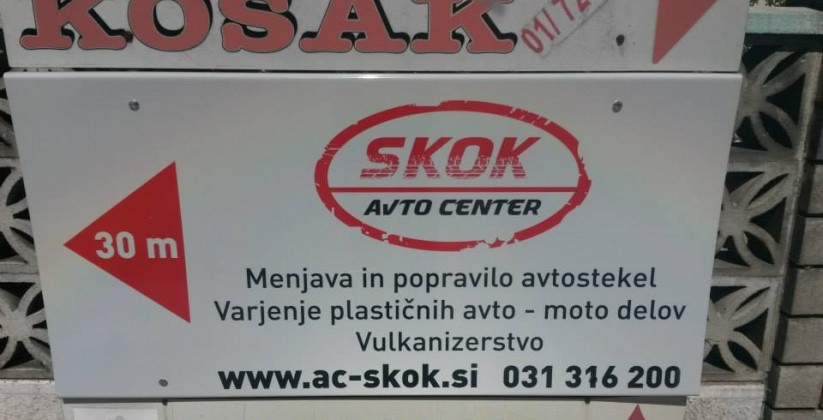 KOSAK
01/72
SKOK
AVTO CENTER
30 m
Menjava in popravilo avtostekel
Varjenje plastičnih avto - moto delov
Vulkanizerstvo
www.ac-skok.si 031 316 200